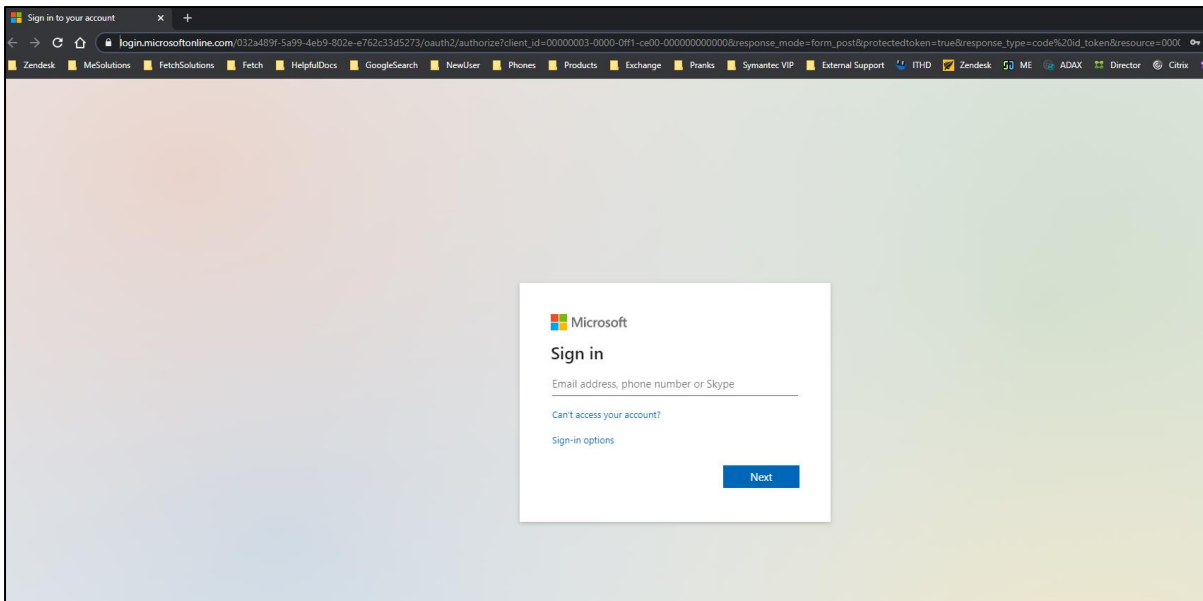 Sign in to your account
login.microsoftonline.com/032a489f-5a99-4eb9-802e-e762c33d5273/oauth2/authorize?client_id=00000003-0000-0ff1-ce00-000000000000&response_mode=form_post&protectedtoken=true&response_type=code%20id_token&resource=000(
Zendesk MeSolutions FetchSolutions Fetch HelpfulDocs GoogleSearch NewUser Phones Products Exchange Pranks Symantec VIP External Support ITHD Zendesk ME ADAX Director Citrix
Microsoft
Sign in
Email address, phone number or Skype
Can't access your account?
Sign-in options
Next